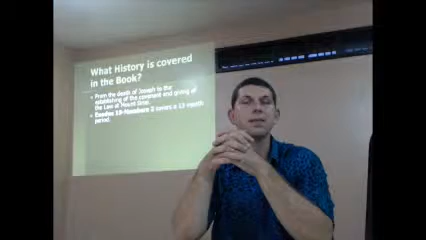 What History is covered
in the Book?
From the death of Joseph to the
establishing of the covenant and giving of
the Law at Mount Sinai.
Exodus 19-Numbers 2 covers a 13 month
period.